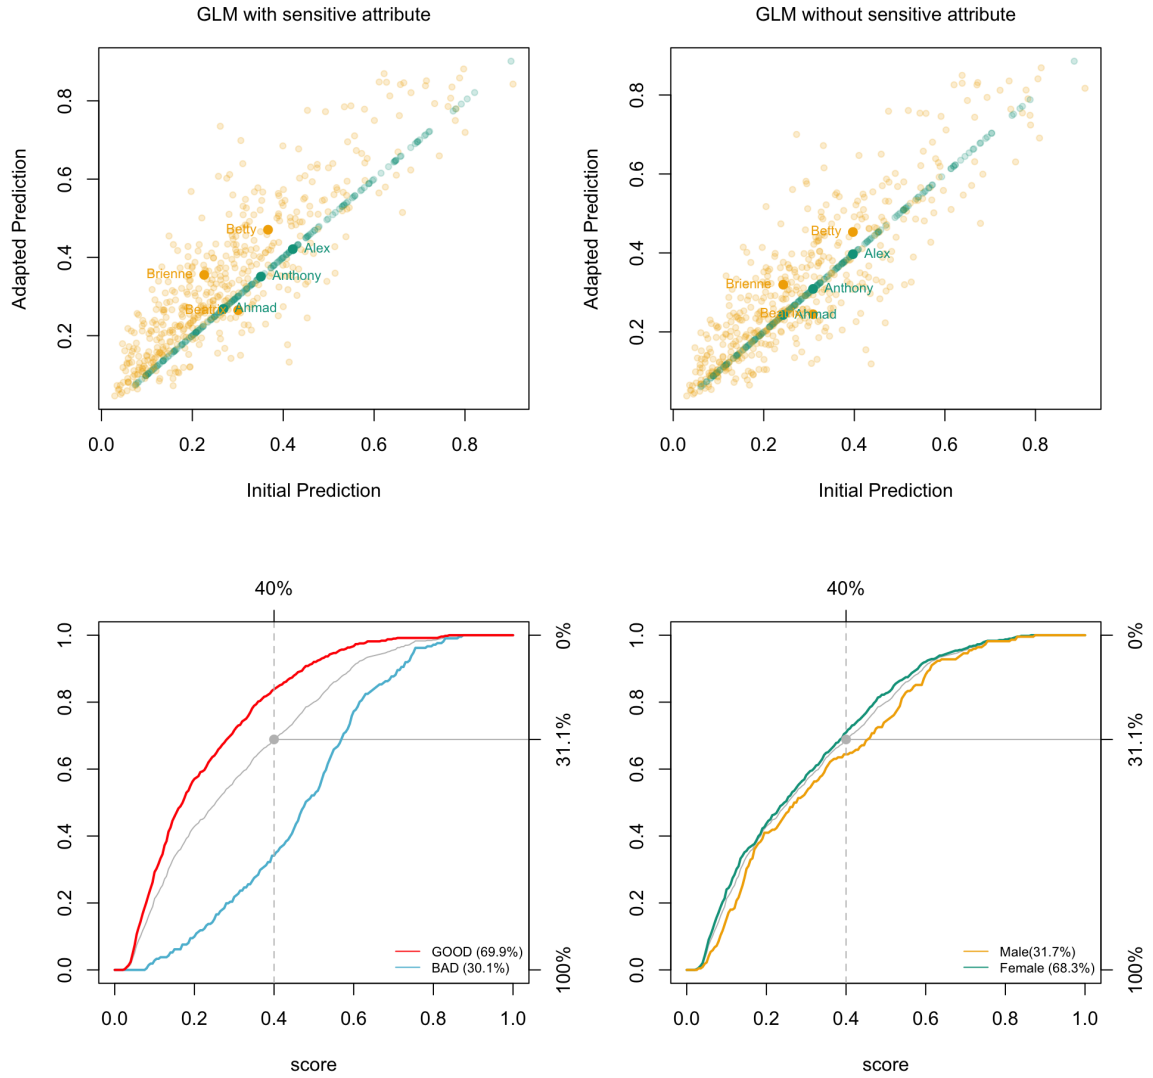 GLM with sensitive attribute
Adapted Prediction
0.8
0.6
0.4
0.2
Betty
Alex
Brienne
Anthony
Beatrix
Ahmad
0.0 0.2 0.4 0.6 0.8
Initial Prediction
GLM without sensitive attribute
Adapted Prediction
0.8
0.6
0.4
0.2
Betty
Alex
Brienne
Anthony
Ahmad
0.0 0.2 0.4 0.6 0.8
Initial Prediction
40%
1.0
0.8
0.6
0.4
0.2
0.0
0%
31.1%
100%
GOOD (69.9%)
BAD (30.1%)
0.0 0.2 0.4 0.6 0.8 1.0
score
40%
1.0
0.8
0.6
0.4
0.2
0.0
0%
31.1%
100%
Male(31.7%)
Female (68.3%)
0.0 0.2 0.4 0.6 0.8 1.0
score